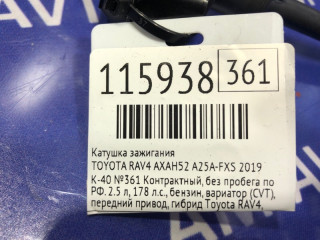 115938 361
Катушка зажигания
TOYOTA RAV4 AXAH52 A25A-FXS 2019
К-40 №361 Контрактный, без пробега по
РФ. 2.5 л, 178 л.с., бензин, вариатор (CVT),
передний привод, гибрид Toyota RAV4,